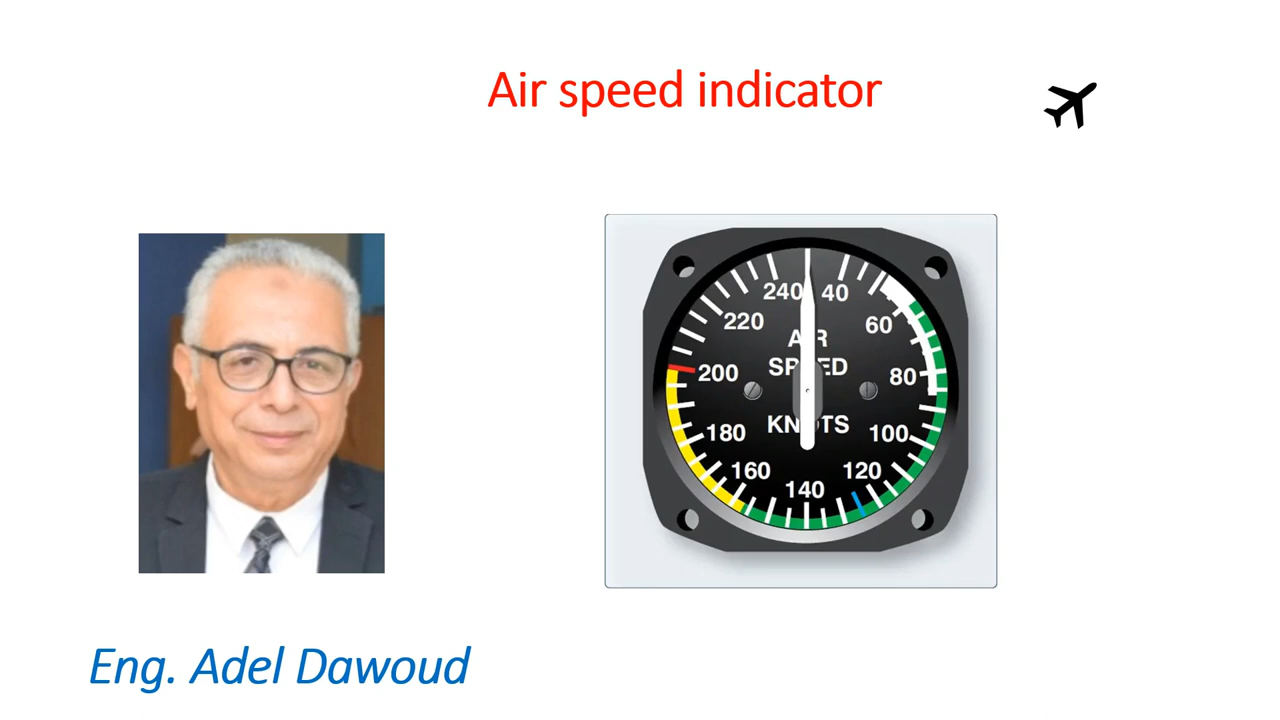 Air speed indicator
240 40
220 60
AIR
SPEED
200 80
KNOTS
180 100
160 120
140
Eng. Adel Dawoud